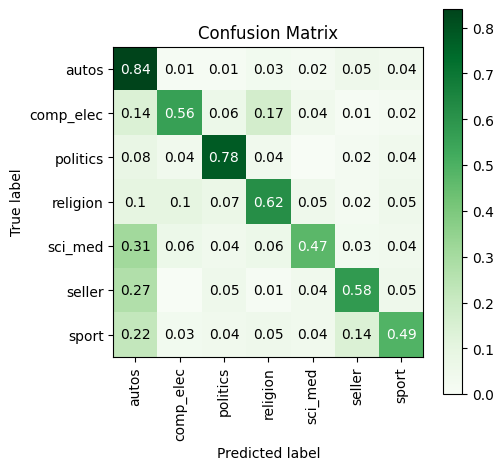 Confusion Matrix
True label
autos 0.84 0.01 0.01 0.03 0.02 0.05 0.04
comp_elec 0.14 0.56 0.06 0.17 0.04 0.01 0.02
politics 0.08 0.04 0.78 0.04 0.02 0.04
religion 0.1 0.1 0.07 0.62 0.05 0.02 0.05
sci_med 0.31 0.06 0.04 0.06 0.47 0.03 0.04
seller 0.27 0.05 0.01 0.04 0.58 0.05
sport 0.22 0.03 0.04 0.05 0.04 0.14 0.49
autos comp_elec politics religion sci_med seller sport
Predicted label
0.8
0.7
0.6
0.5
0.4
0.3
0.2
0.1
0.0